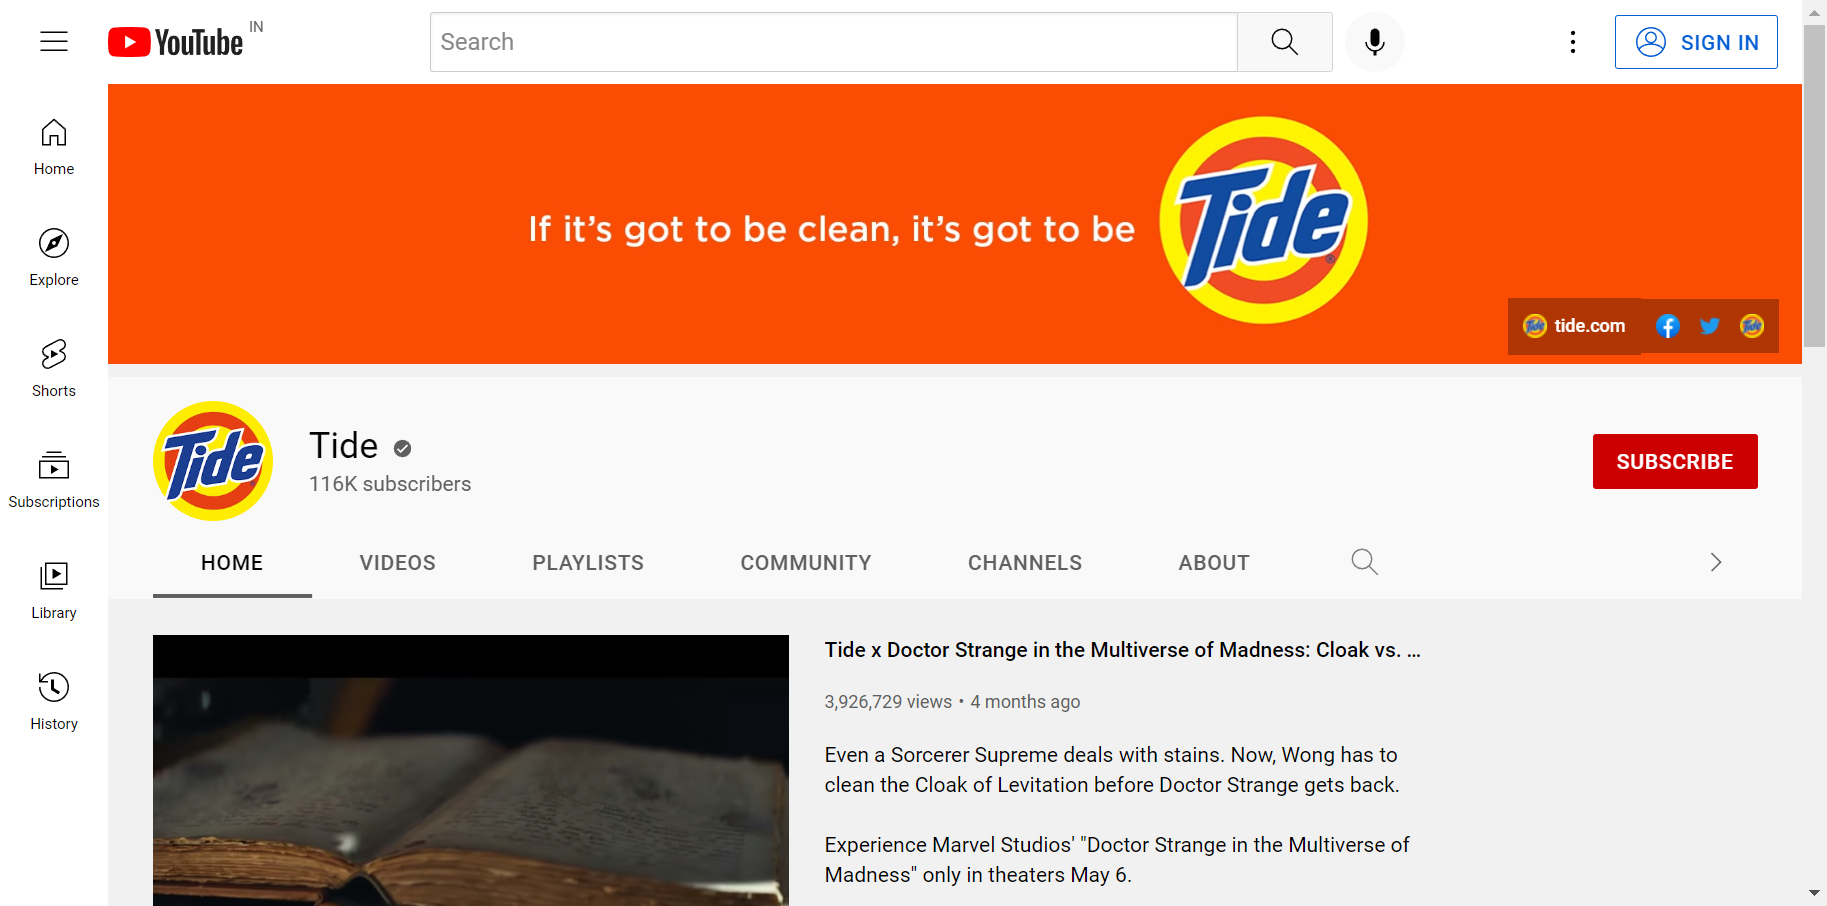 YouTube IN
Search
SIGN IN
Home
Explore
Shorts
Subscriptions
Library
History
If it's got to be clean, it's got to be
Tide
Tide tide.com
Tide
Tide
Tide
116K subscribers
SUBSCRIBE
HOME VIDEOS PLAYLISTS COMMUNITY CHANNELS ABOUT
Tide x Doctor Strange in the Multiverse of Madness: Cloak vs. ...
3,926,729 views • 4 months ago
Even a Sorcerer Supreme deals with stains. Now, Wong has to
clean the Cloak of Levitation before Doctor Strange gets back.
Experience Marvel Studios' "Doctor Strange in the Multiverse of
Madness" only in theaters May 6.